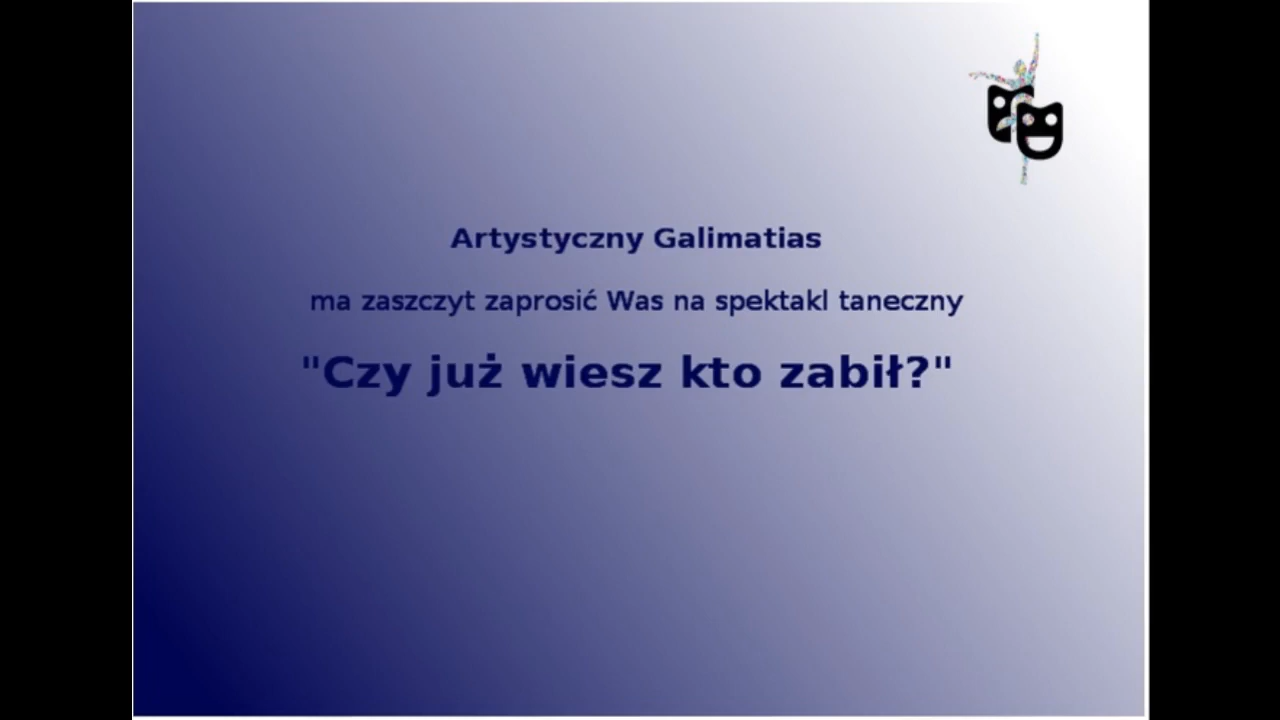 Artystyczny Galimatias
ma zaszczyt zaprosić Was na spektakl taneczny
"Czy już wiesz kto zabił?"